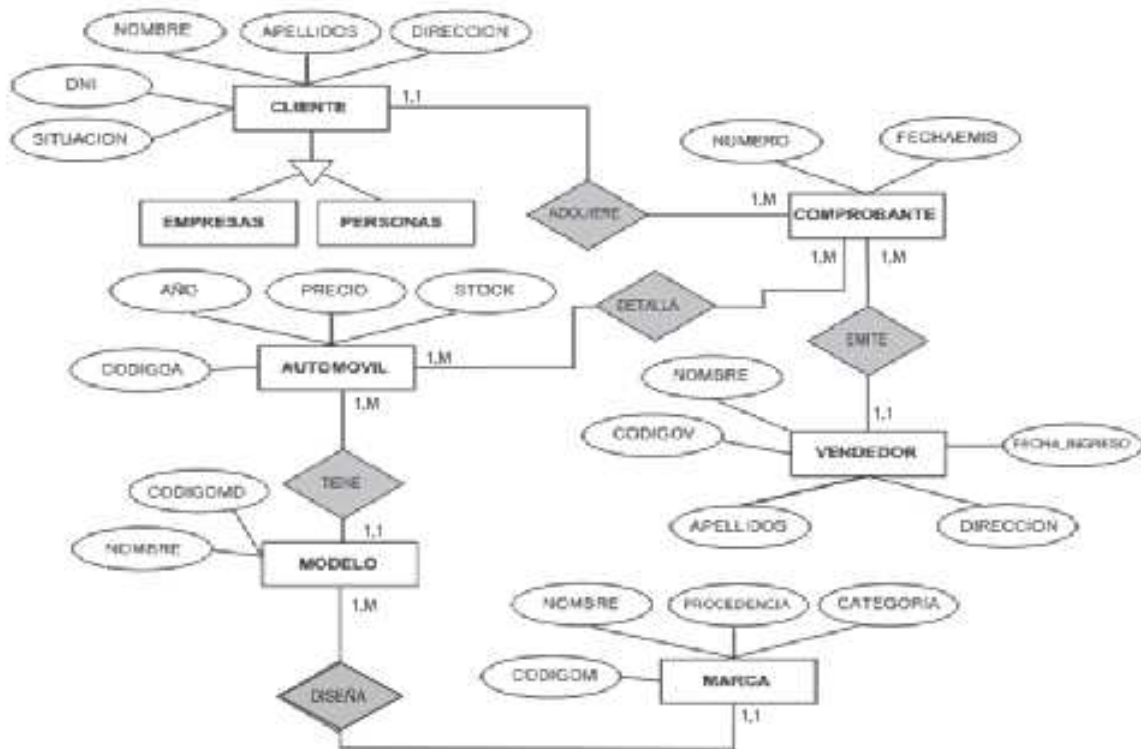 NOMBRE
APELLIDOS
DIRECCION
DNI
CLIENTE
1,1
SITUACION
NUMERO
FECHAEMIS
EMPRESAS
PERSONAS
ADQUIERE
1,M
COMPROBANTE
1,M
1,M
AÑO
PRECIO
STOCK
DETALLA
CODIGOA
AUTOMOVIL
1,M
EMITE
1,M
NOMBRE
1,1
CODIGOV
VENDEDOR
FECHA_INGRESO
TIENE
CODIGOMD
APELLIDOS
DIRECCION
1,1
NOMBRE
MODELO
1,M
NOMBRE
PROCEDENCIA
CATEGORIA
CODIGOM
MARCA
DISEÑA
1,1